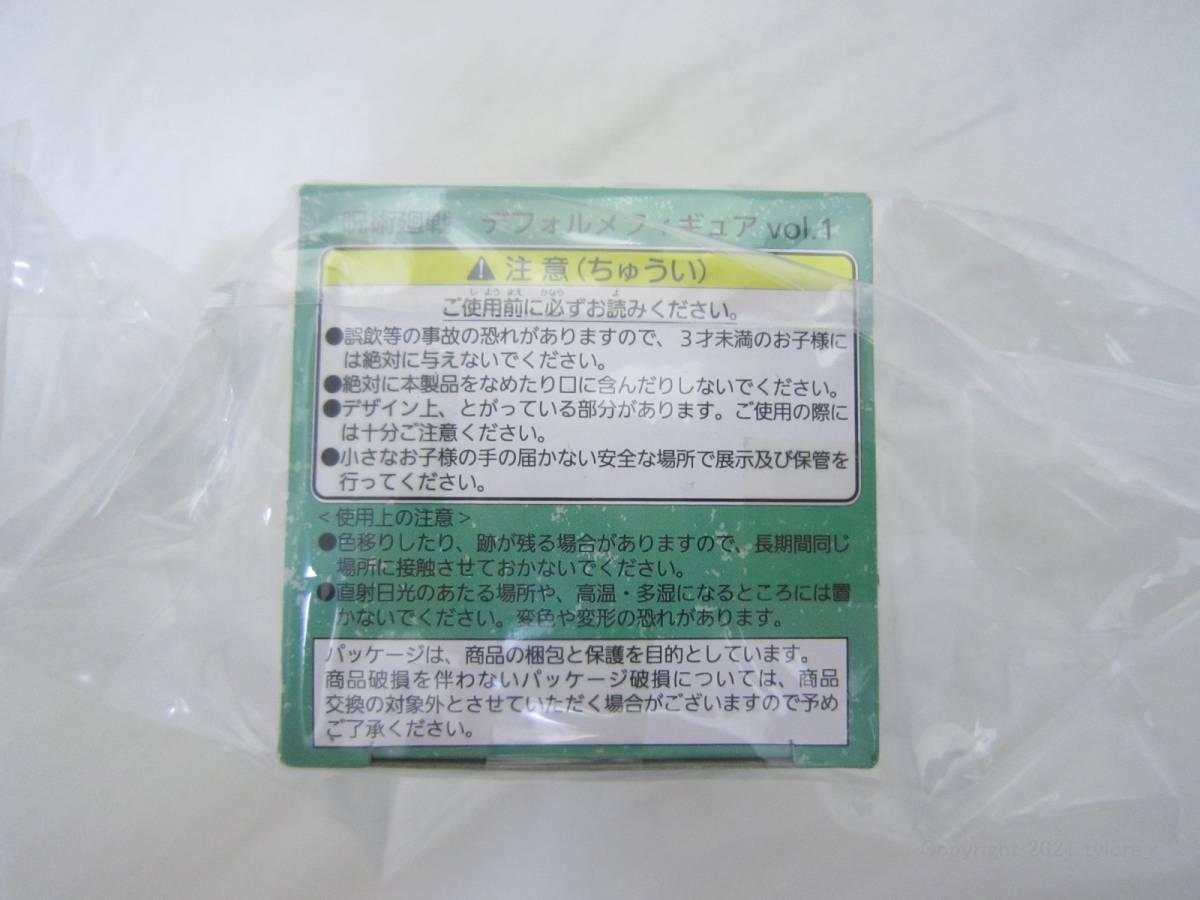 呪術廻戦 デフォルメフィギュア vol.1
注意(ちゅうい)
ご使用前に必ずお読みください。
●誤飲等の事故の恐れがありますので、3才未満のお子様に
は絶対に与えないでください。
●絶対に本製品をなめたり口に含んだりしないでください。
●デザイン上、とがっている部分があります。ご使用の際に
は十分ご注意ください。
●小さなお子様の手の届かない安全な場所で展示及び保管を
行ってください。
<使用上の注意>
●色移りしたり、跡が残る場合がありますので、長期間同じ
場所に接触させておかないでください。
●直射日光のあたる場所や、高温・多湿になるところには置
かないでください。変色や変形の恐れがあります。
パッケージは、商品の梱包と保護を目的としています。
商品破損を伴わないパッケージ破損については、商品
交換の対象外とさせていただく場合がございますので予め
ご了承ください。
Copyright 2021